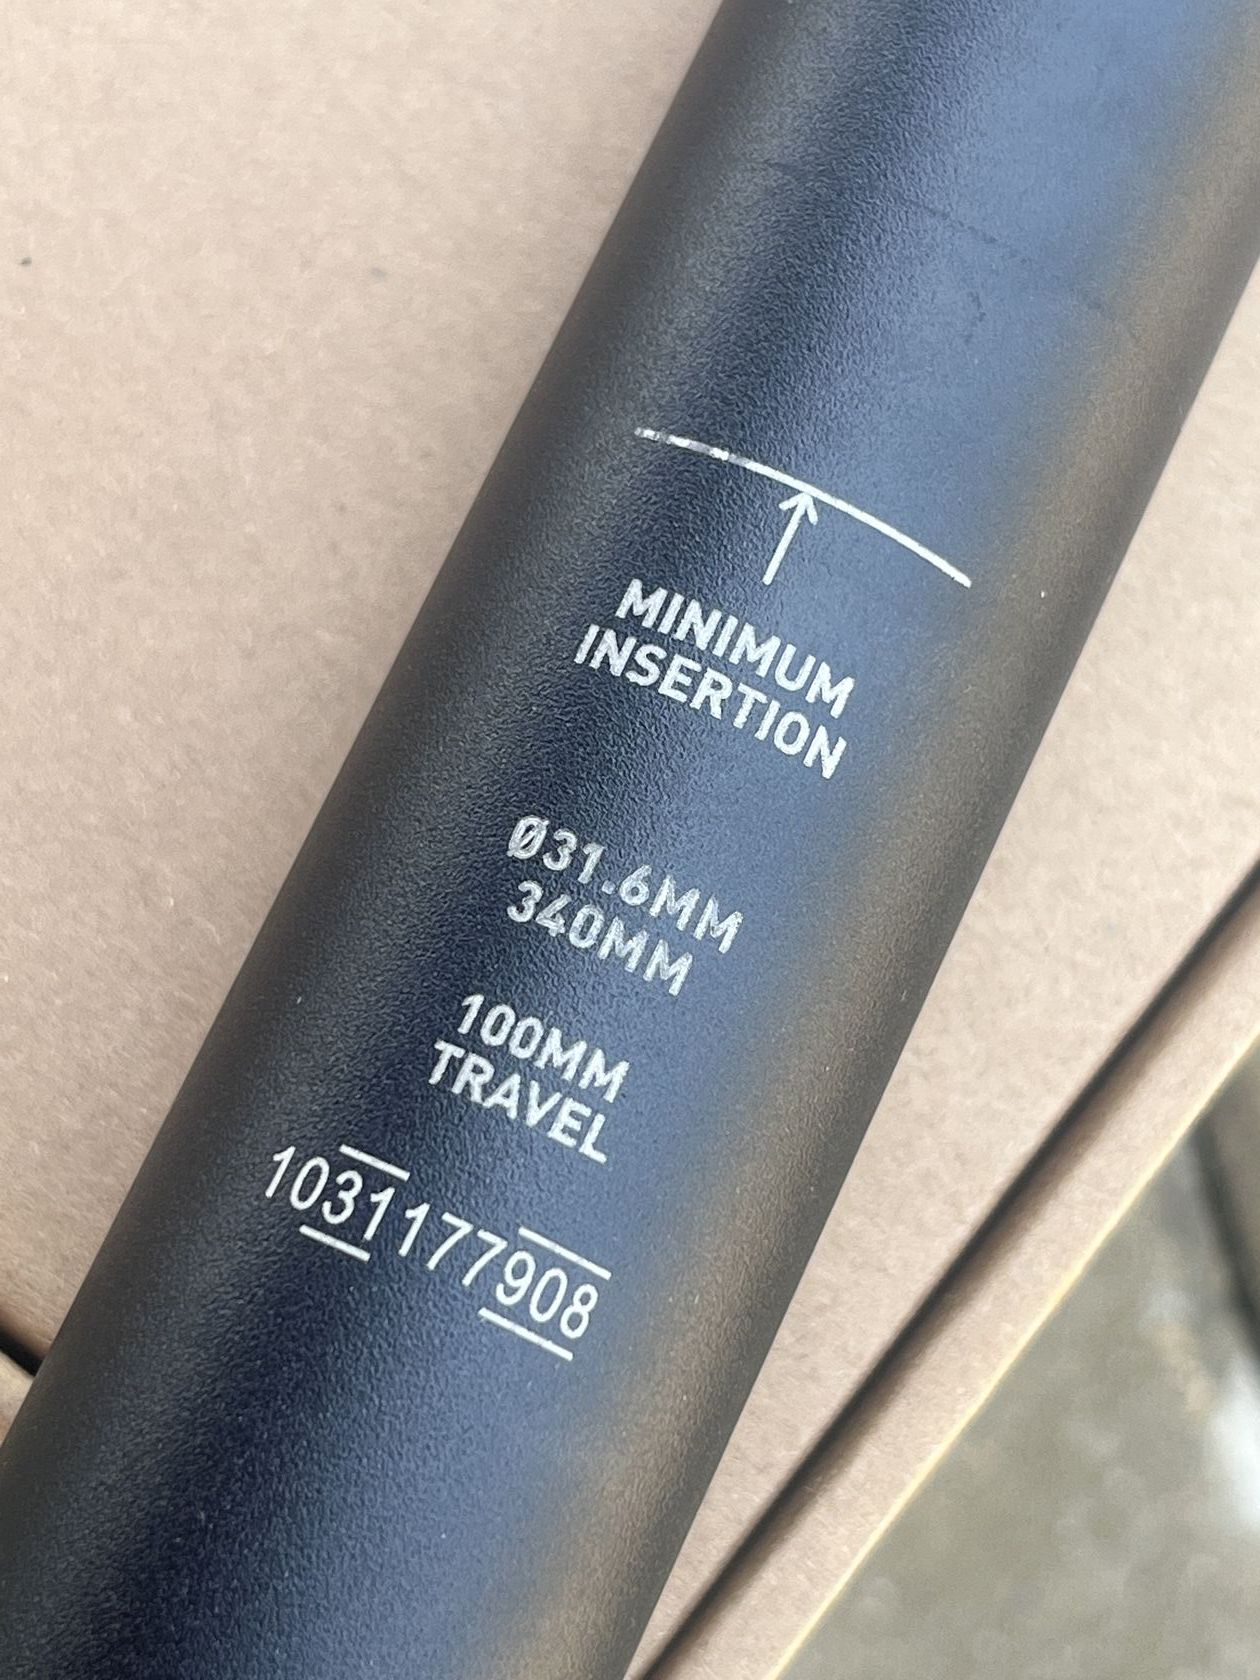 MINIMUM
INSERTION
Ø31.6MM
340MM
100MM
TRAVEL
1031177908